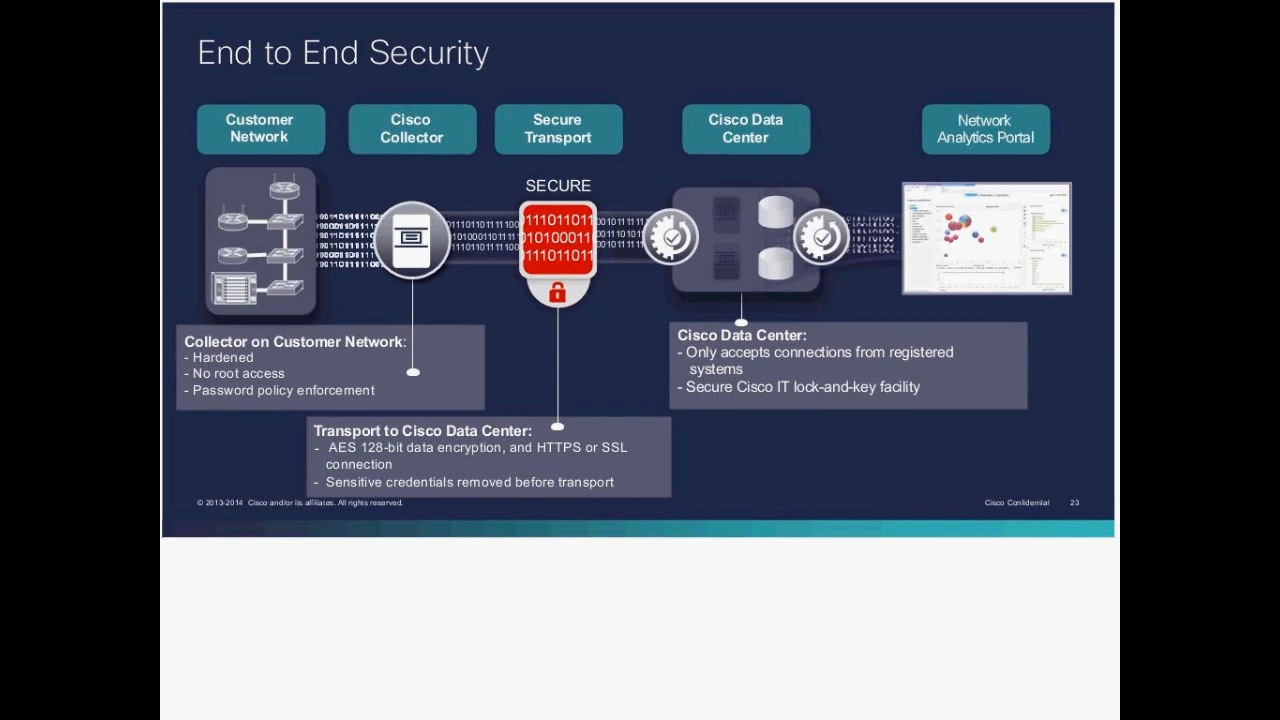 End to End Security
Customer
Network
Cisco
Collector
Secure
Transport
Cisco Data
Center
Network
Analytics Portal
SECURE
Collector on Customer Network:
- Hardened
- No root access
- Password policy enforcement
Cisco Data Center:
- Only accepts connections from registered
systems
- Secure Cisco IT lock-and-key facility
Transport to Cisco Data Center:
- AES 128-bit data encryption, and HTTPS or SSL
connection
- Sensitive credentials removed before transport
© 2013-2014 Cisco and/or its affiliates. All rights reserved.
Cisco Confidential 23